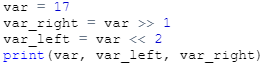 var = 17
var_right = var >> 1
var_left = var << 2
print(var, var_left, var_right)